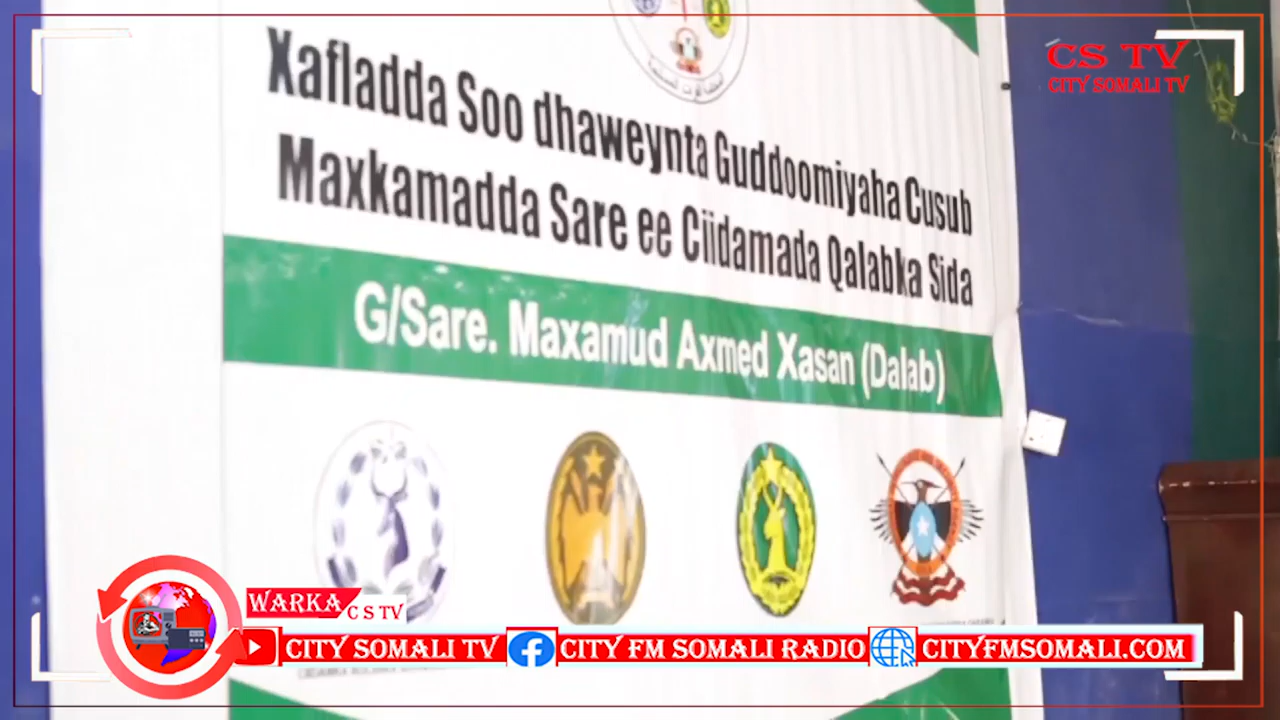 CS TV
CITY SOMALI TV
Xafladda Soo dhaweynta Guddoomiyaha Cusub
Maxkamadda Sare ee Ciidamada Qalabka Sida
G/Sare. Maxamud Axmed Xasan (Dalab)
WARKA
C S TV
CITY SOMALI TV
CITY FM SOMALI RADIO
CITYFMSOMALI.COM